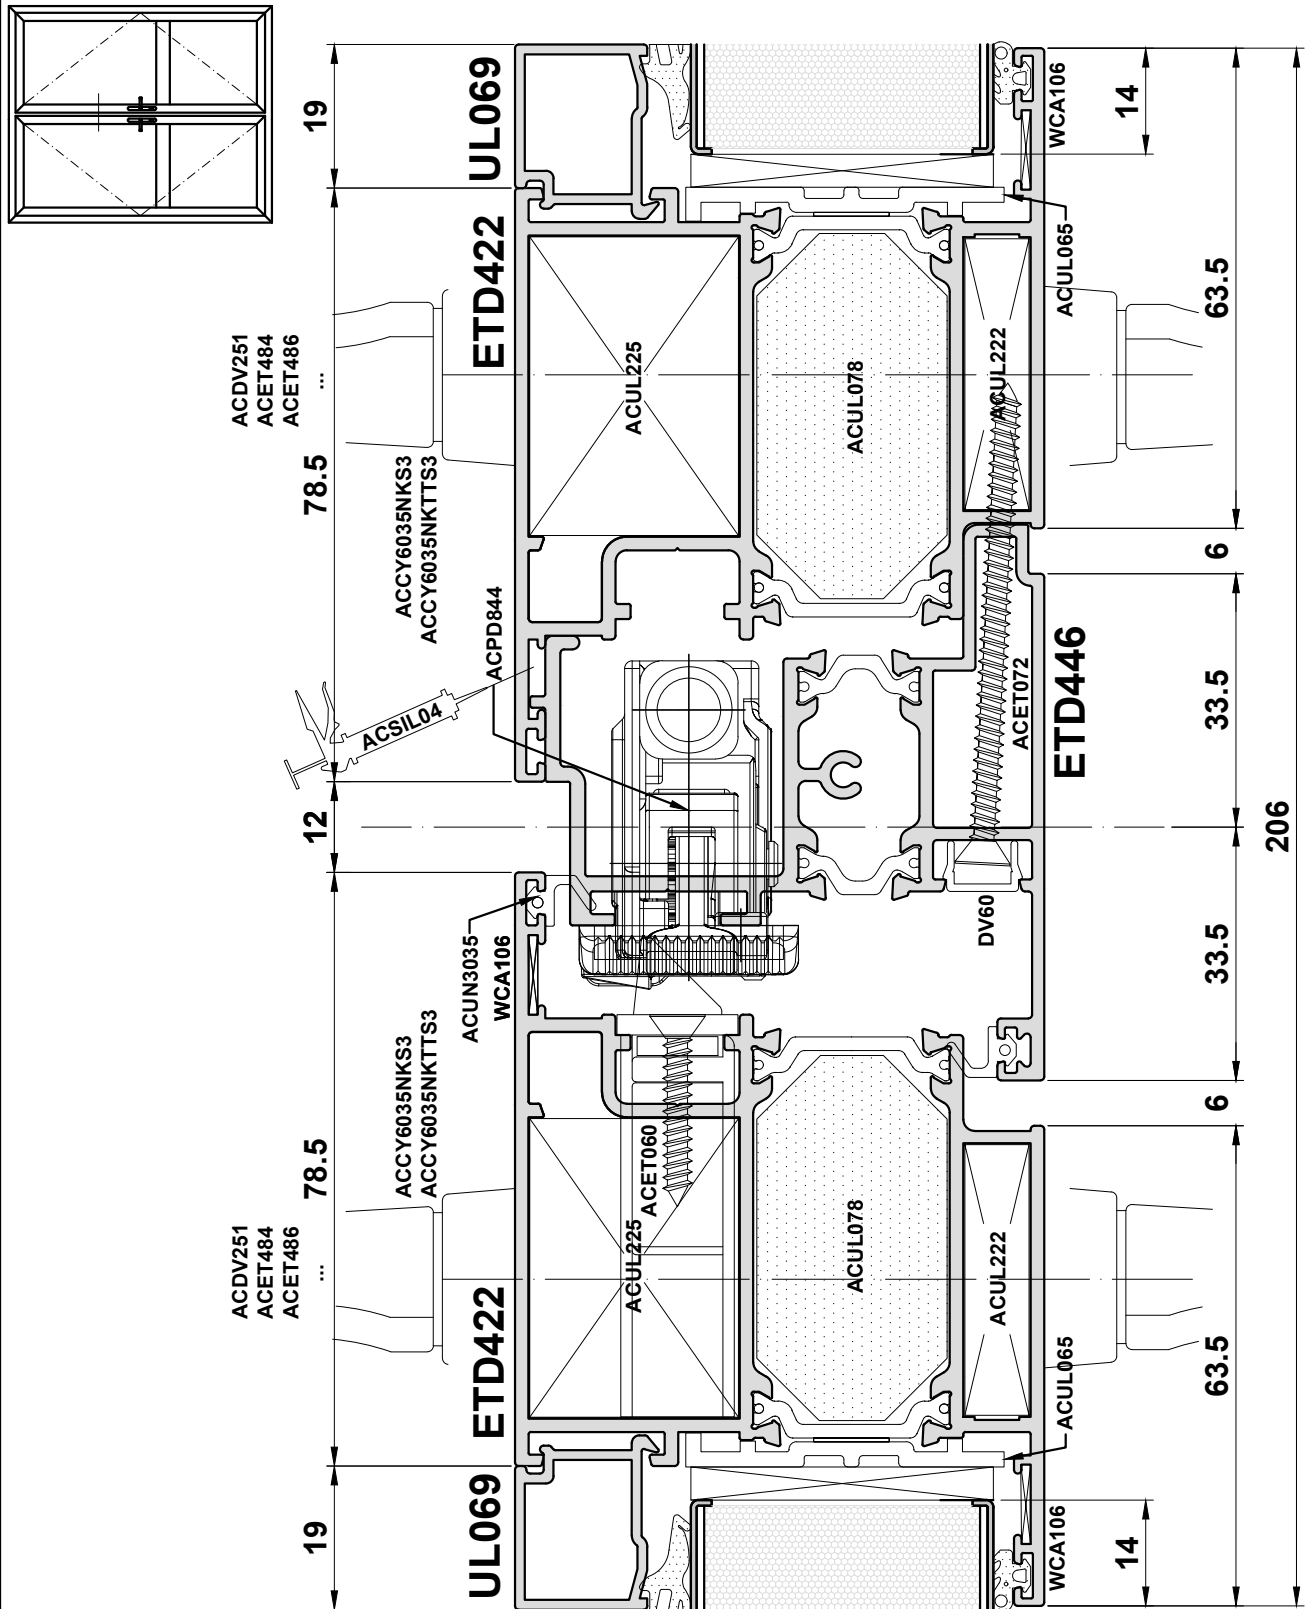 19
UL069
WCA106
14
ETD422
ACUL065
63.5
ACDV251
ACET484
ACET486
...
ACUL225
ACUL078
ACUL222
78.5
ACCY6035NKS3
ACCY6035NKTTS3
ACPD844
6
ETD446
ACET072
33.5
ACSIL04
12
206
ACUN3035
WCA106
DV60
33.5
ACCY6035NKS3
ACCY6035NKTTS3
6
78.5
ACET060
ACDV251
ACET484
ACET486
...
ACUL225
ACUL078
ACUL222
ETD422
ACUL065
63.5
19
UL069
WCA106
14